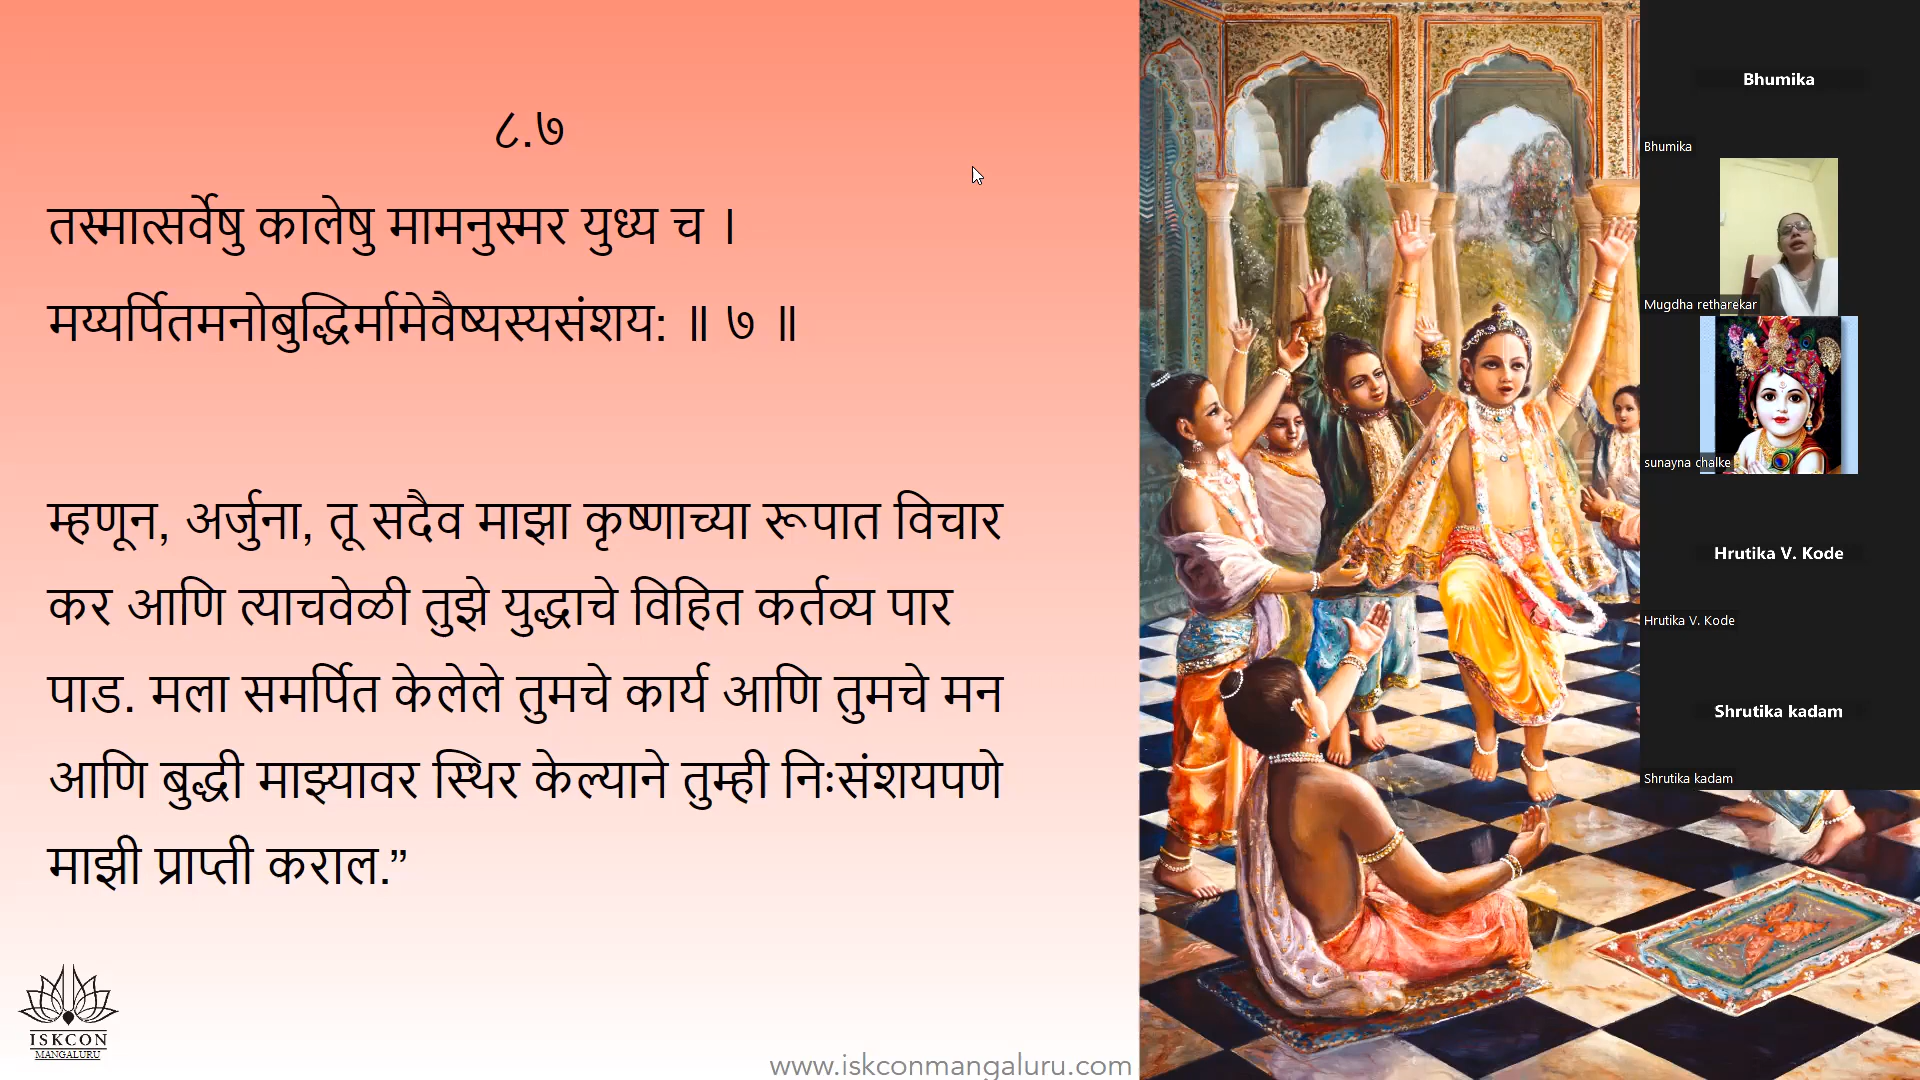 ८.७
तस्मात्सर्वेषु कालेषु मामनुस्मर युध्य च ।
मय्यर्पितमनोबुद्धिर्मामेवैष्यस्यसंशय: ॥ ७ ॥
म्हणून, अर्जुना, तू सदैव माझा कृष्णाच्या रूपात विचार
कर आणि त्याचवेळी तुझे युद्धाचे विहित कर्तव्य पार
पाड. मला समर्पित केलेले तुमचे कार्य आणि तुमचे मन
आणि बुद्धी माझ्यावर स्थिर केल्याने तुम्ही निःसंशयपणे
माझी प्राप्ती कराल.”
ISKCON
MANGALURU
www.iskconmangaluru.com
Bhumika
Bhumika
Mugdha retharekar
sunayna chalke
Hrutika V. Kode
Hrutika V. Kode
Shrutika kadam
Shrutika kadam